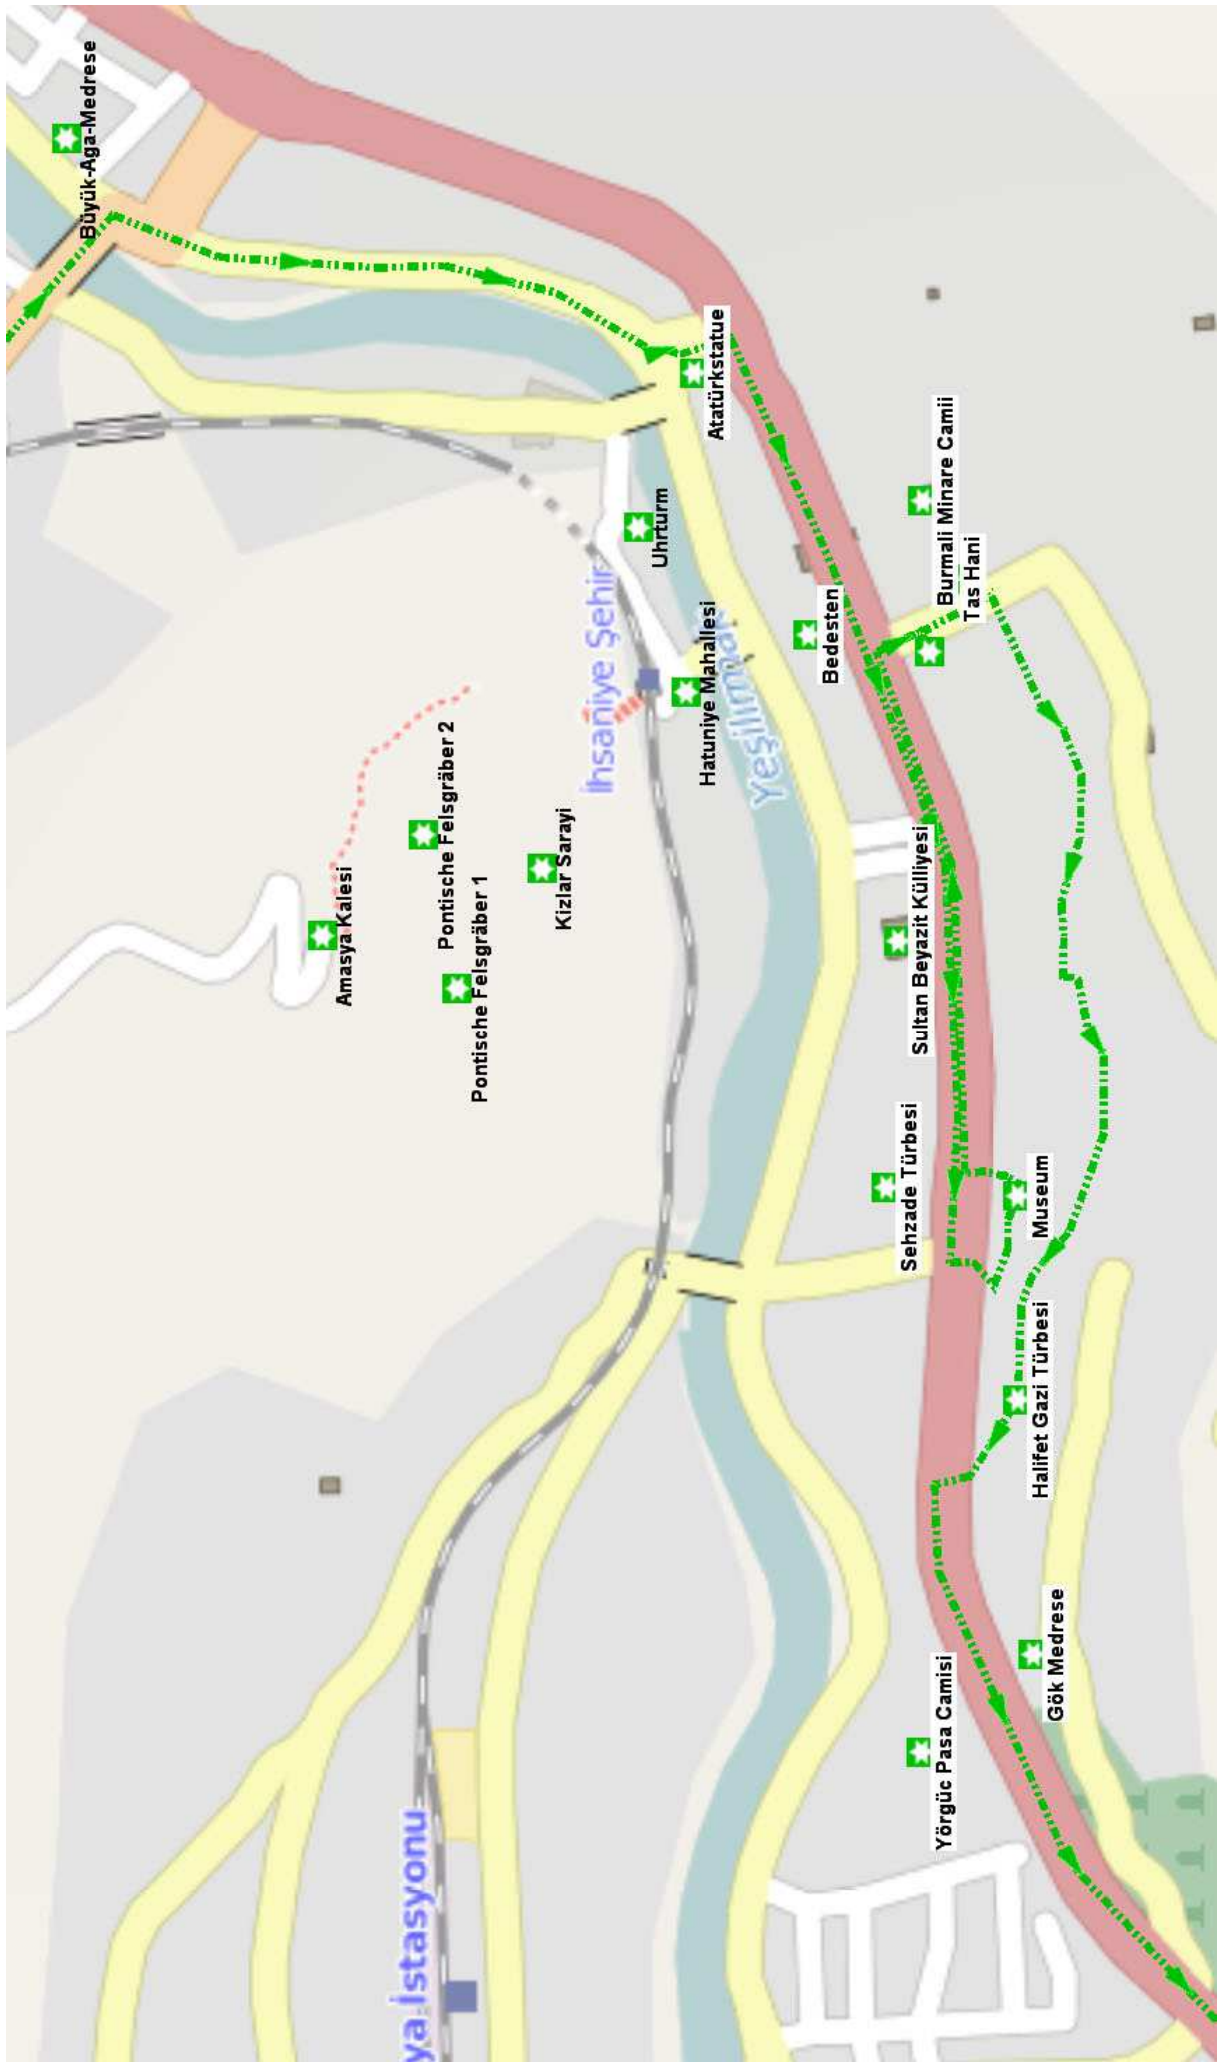 Büyük-Aga-Medrese
Atatürkstatue
Burmali Minare Camii
Tas Hani
Uhrturm
İhsaniye Şehir
Bedesten
Hatuniye Mahallesi
Pontische Felsgräber 2
Kizlar Sarayi
Amasya Kalesi
Pontische Felsgräber 1
Sultan Beyazit Külliyesi
Sehzade Türbesi
Museum
Halifet Gazi Türbesi
Gök Medrese
Yörgüc Pasa Camisi
ya İstasyonu